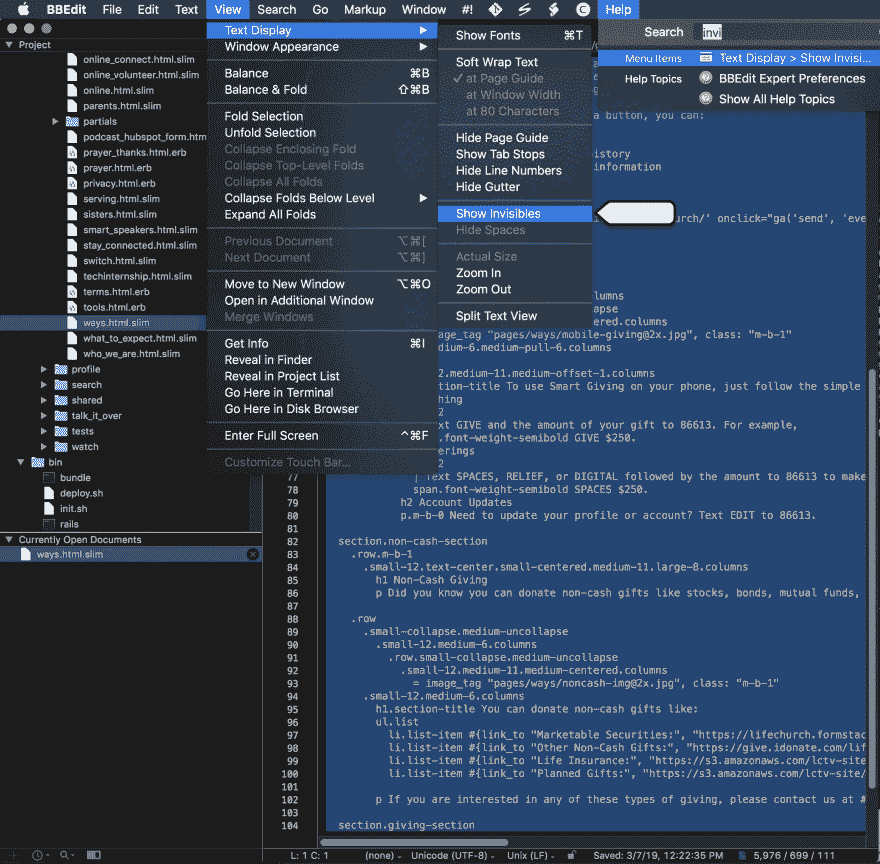 BBEdit File Edit Text View Search Go Markup Window #! Help
Project
online_connect.html.slim
online_volunteer.html.slim
online.html.slim
parents.html.slim
partials
podcast_hubspot_form.htm
prayer_thanks.html.erb
prayer.html.erb
privacy.html.erb
serving.html.slim
sisters.html.slim
smart_speakers.html.slim
stay_connected.html.slim
switch.html.slim
techinternship.html.slim
terms.html.erb
tools.html.erb
ways.html.slim
what_to_expect.html.slim
who_we_are.html.slim
profile
search
shared
talk_it_over
tests
watch
bin
bundle
deploy.sh
init.sh
rails
Currently Open Documents
ways.html.slim
Text Display
Window Appearance
Balance ⌘B
Balance & Fold ⇧⌘B
Fold Selection
Unfold Selection
Collapse Enclosing Fold
Collapse Top-Level Folds
Collapse All Folds
Collapse Folds Below Level
Expand All Folds
Previous Document ⌥⌘[
Next Document ⌥⌘]
Move to New Window ⌥⌘O
Open in Additional Window
Merge Windows
Get Info ⌘I
Reveal in Finder
Reveal in Project List
Go Here in Terminal
Go Here in Disk Browser
Enter Full Screen ^⌘F
Customize Touch Bar...
Show Fonts ⌘T
Soft Wrap Text
✓ at Page Guide
at Window Width
at 80 Characters
Hide Page Guide
Show Tab Stops
Hide Line Numbers
Hide Gutter
Show Invisibles
Hide Spaces
Actual Size
Zoom In
Zoom Out
Split Text View
Search invi
Menu Items Text Display > Show Invisi...
Help Topics BBEdit Expert Preferences
Show All Help Topics
a button, you can:
istory
information
urch/' onclick="ga('send', 'eve
lumns
lapse
ered.columns
age_tag "pages/ways/mobile-giving@2x.jpg", class: "m-b-1"
edium-6.medium-pull-6.columns
2.medium-11.medium-offset-1.columns
tion-title To use Smart Giving on your phone, just follow the simple
hing
2
xt GIVE and the amount of your gift to 86613. For example,
.font-weight-semibold GIVE $250.
erings
2
77 | Text SPACES, RELIEF, or DIGITAL followed by the amount to 86613 to make
78 span.font-weight-semibold SPACES $250.
79 h2 Account Updates
80 p.m-b-0 Need to update your profile or account? Text EDIT to 86613.
81
82 section.non-cash-section
83 .row.m-b-1
84 .small-12.text-center.small-centered.medium-11.large-8.columns
85 h1 Non-Cash Giving
86 p Did you know you can donate non-cash gifts like stocks, bonds, mutual funds,
87
88 .row
89 .small-collapse.medium-uncollapse
90 .small-12.medium-6.columns
91 .row.small-collapse.medium-uncollapse
92 .small-12.medium-11.medium-centered.columns
93 = image_tag "pages/ways/noncash-img@2x.jpg", class: "m-b-1"
94 .small-12.medium-6.columns
95 h1.section-title You can donate non-cash gifts like:
96 ul.list
97 li.list-item #{link_to "Marketable Securities:", "https://lifechurch.formstac
98 li.list-item #{link_to "Other Non-Cash Gifts:", "https://give.idonate.com/lif
99 li.list-item #{link_to "Life Insurance:", "https://s3.amazonaws.com/lctv-site
100 li.list-item #{link_to "Planned Gifts:", "https://s3.amazonaws.com/lctv-site/
101
102 p If you are interested in any of these types of giving, please contact us at #
103
104 section.giving-section
L: 1 C: 1 (none) Unicode (UTF-8) Unix (LF) Saved: 3/7/19, 12:22:35 PM 5,976 / 699 / 111